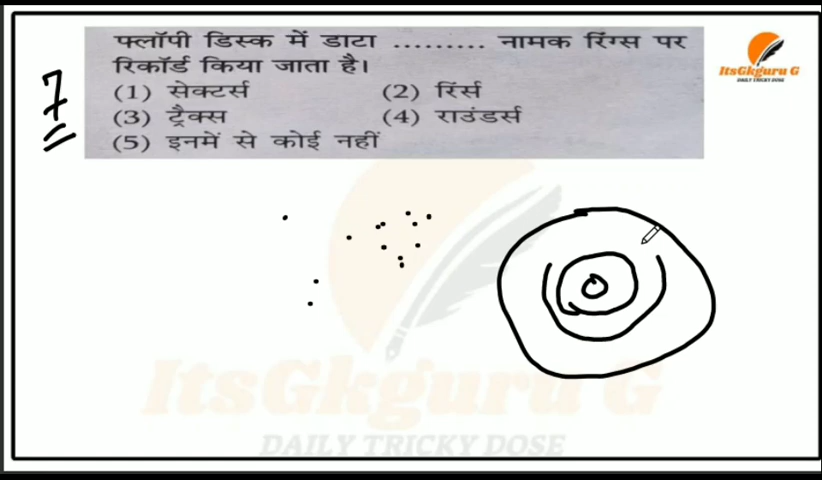 फ्लॉपी डिस्क में डाटा ......... नामक रिंग्स पर
रिकॉर्ड किया जाता है।
(1) सेक्टर्स (2) रिंर्स
(3) ट्रैक्स (4) राउंडर्स
(5) इनमें से कोई नहीं
7
ItsGkguru G
DAILY TRICKY DOSE
ItsGkguru G
DAILY TRICKY DOSE